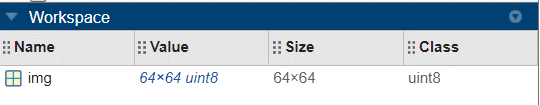 Workspace
Name Value Size Class
img 64×64 uint8 64×64 uint8